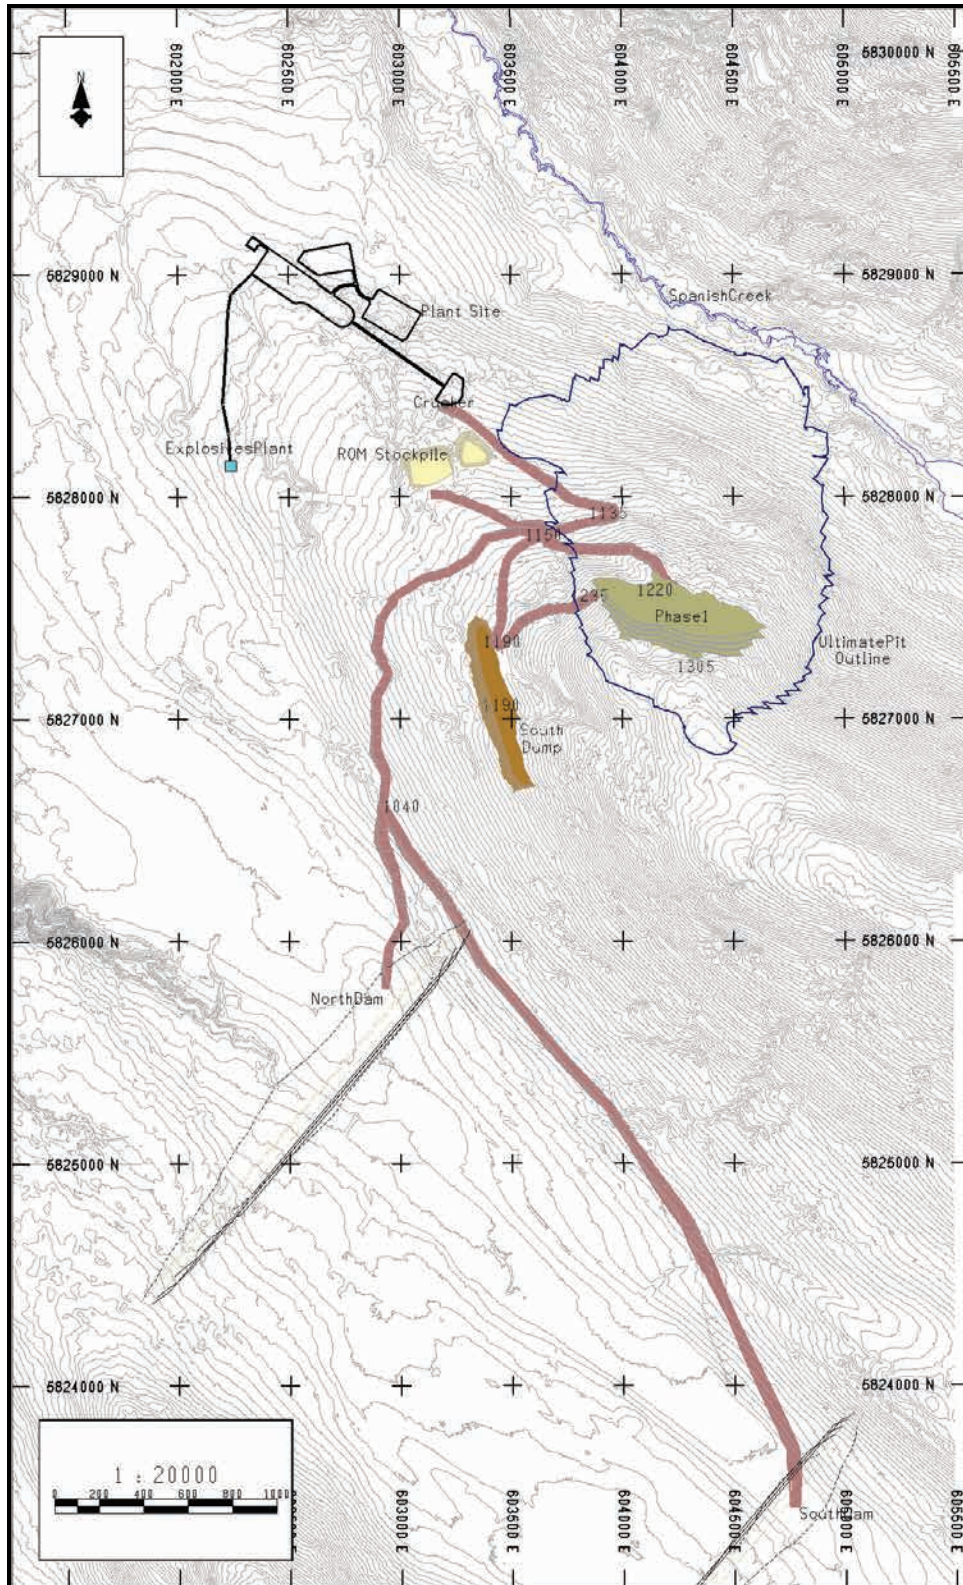 N
602000 E
602500 E
603000 E
603500 E
604000 E
604500 E
605000 E
605500 E
5830000 N
5829000 N
5829000 N
SpanishCreek
Plant Site
Crusher
ExplosivesPlant
ROM Stockpile
5828000 N
5828000 N
1135
1150
1220
Phase1
1190
1305
UltimatePit
Outline
1190
South
Dump
5827000 N
5827000 N
1040
5826000 N
5826000 N
NorthDam
5825000 N
5825000 N
5824000 N
5824000 N
1 : 20000
0 200 400 600 800 1000
603000 E
603500 E
604000 E
604500 E
605500 E
SouthDam